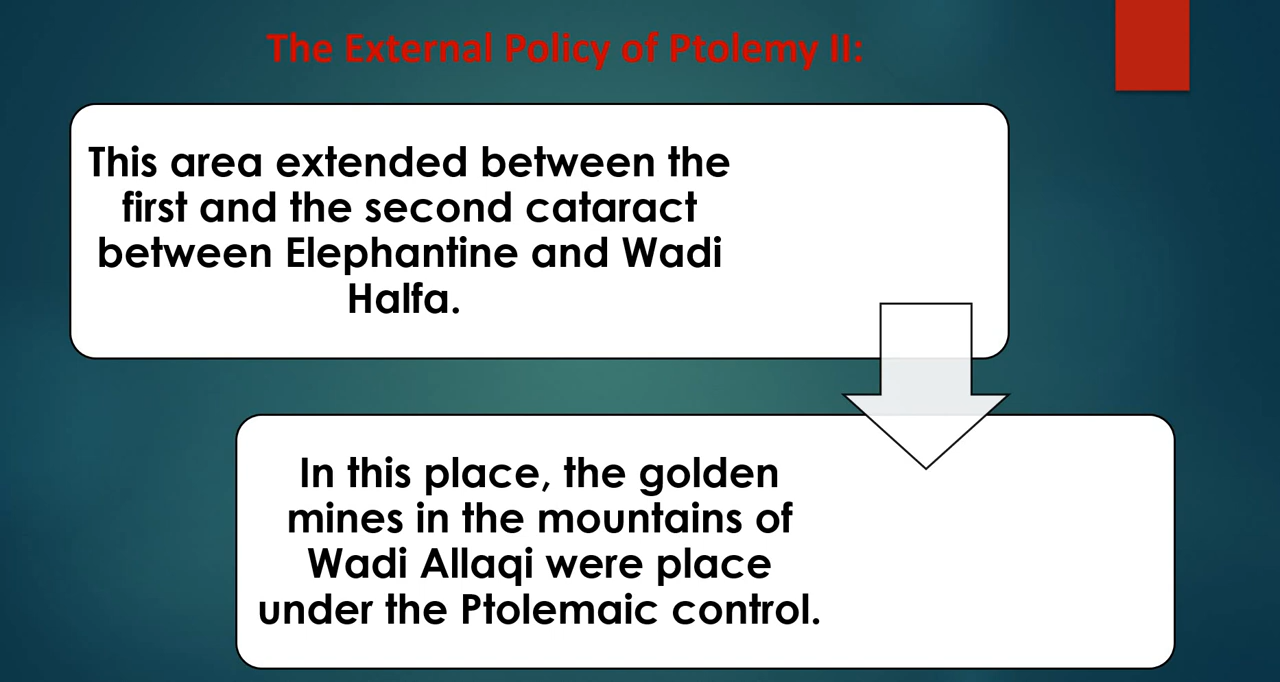 The External Policy of Ptolemy II:
This area extended between the
first and the second cataract
between Elephantine and Wadi
Halfa.
In this place, the golden
mines in the mountains of
Wadi Allaqi were place
under the Ptolemaic control.